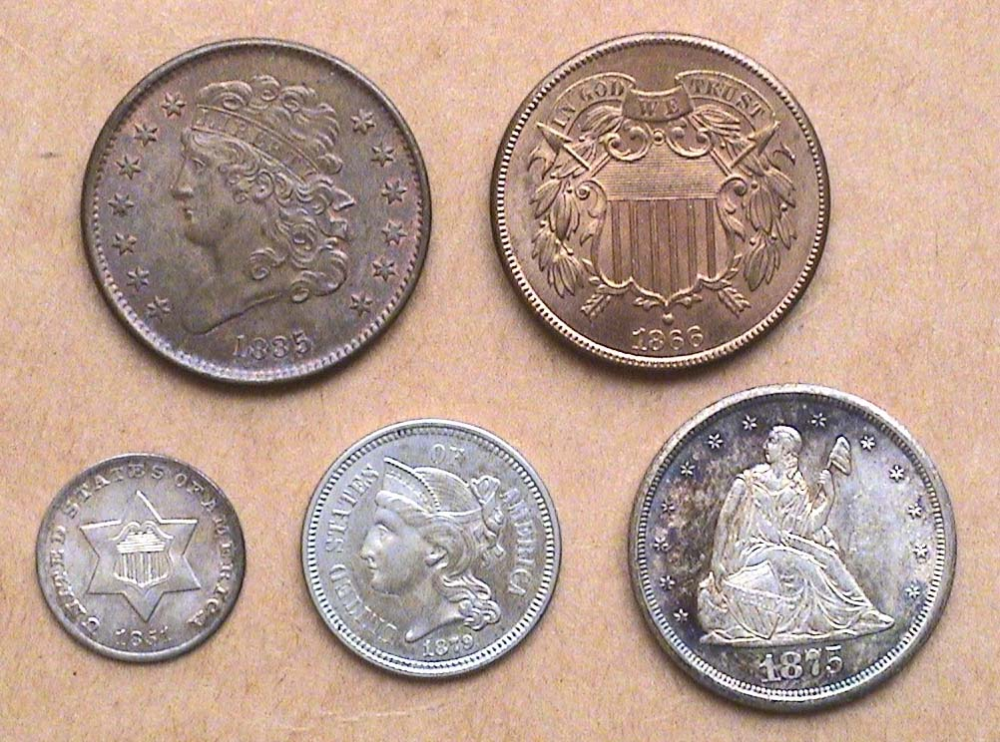 LIBERTY
1835
IN GOD WE TRUST
1866
UNITED STATES OF AMERICA
1851
UNITED STATES OF AMERICA
1879
1875